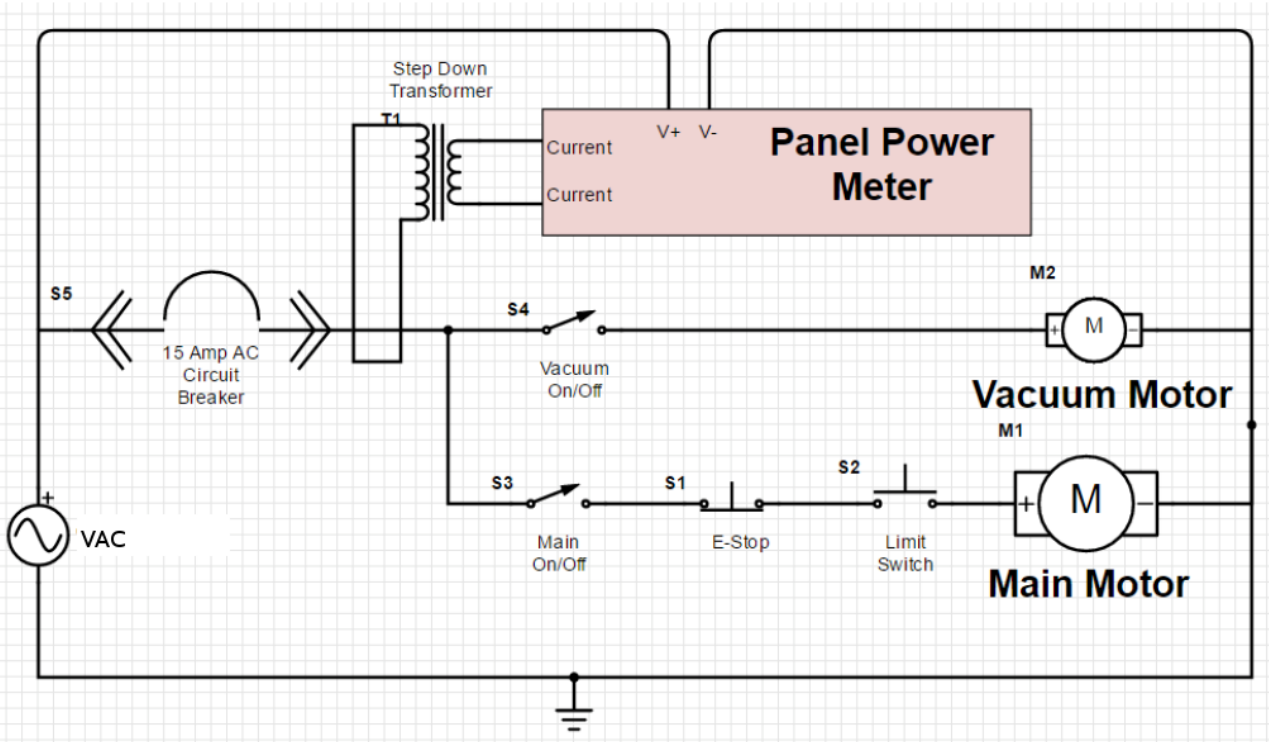 Step Down
Transformer
T1
V+ V-
Panel Power
Meter
Current
Current
M2
S5
S4
+ M -
15 Amp AC
Circuit
Breaker
Vacuum
On/Off
Vacuum Motor
M1
S3
S1
S2
+
+ M -
VAC
Main
On/Off
E-Stop
Limit
Switch
Main Motor